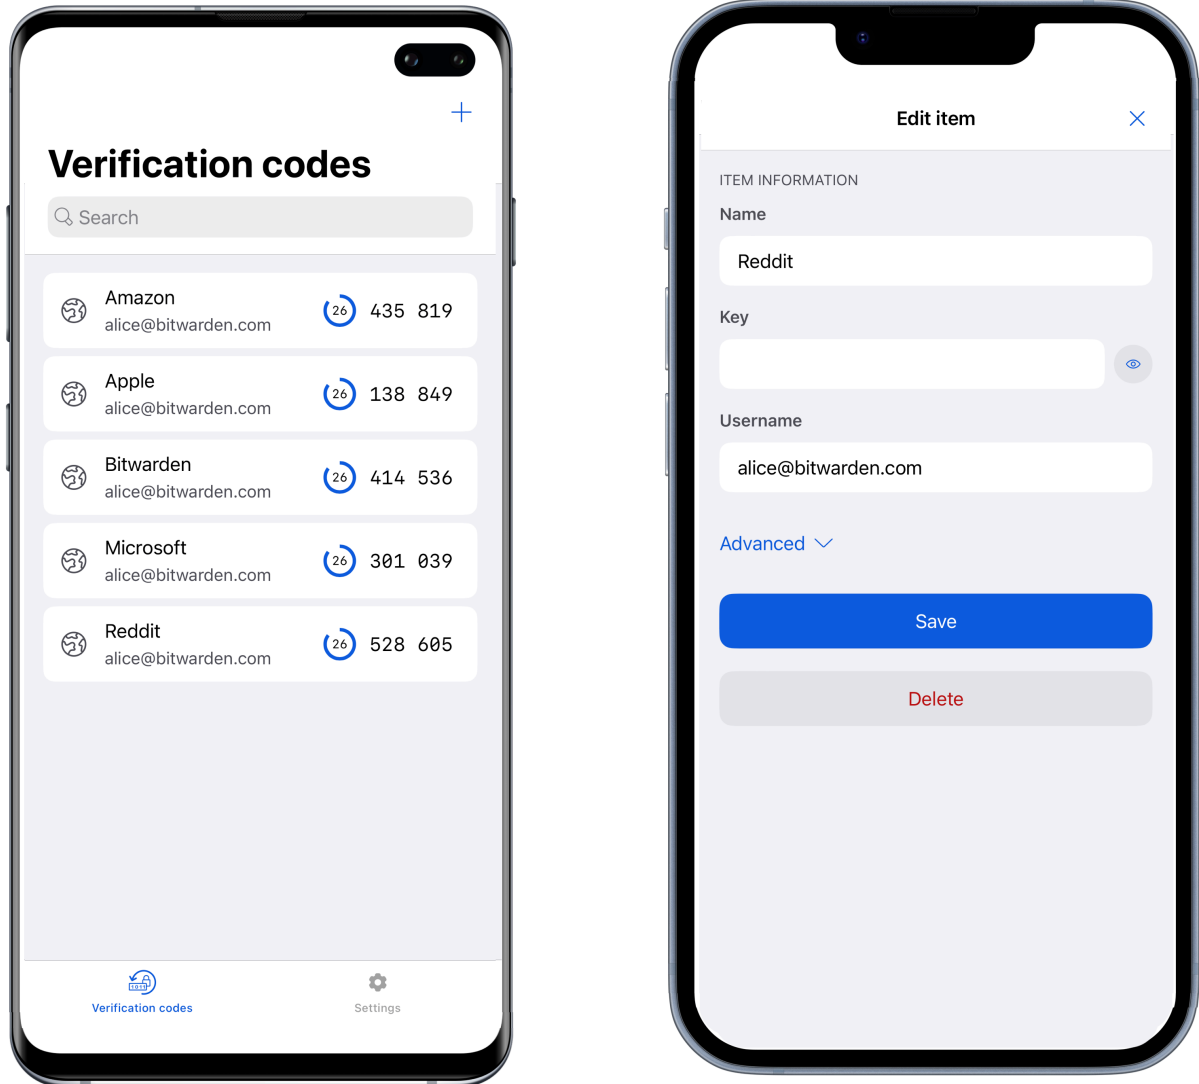 Verification codes
Search
Amazon
alice@bitwarden.com
26
435 819
Apple
alice@bitwarden.com
26
138 849
Bitwarden
alice@bitwarden.com
26
414 536
Microsoft
alice@bitwarden.com
26
301 039
Reddit
alice@bitwarden.com
26
528 605
1011
Verification codes
Settings
Edit item
ITEM INFORMATION
Name
Reddit
Key
Username
alice@bitwarden.com
Advanced
Save
Delete